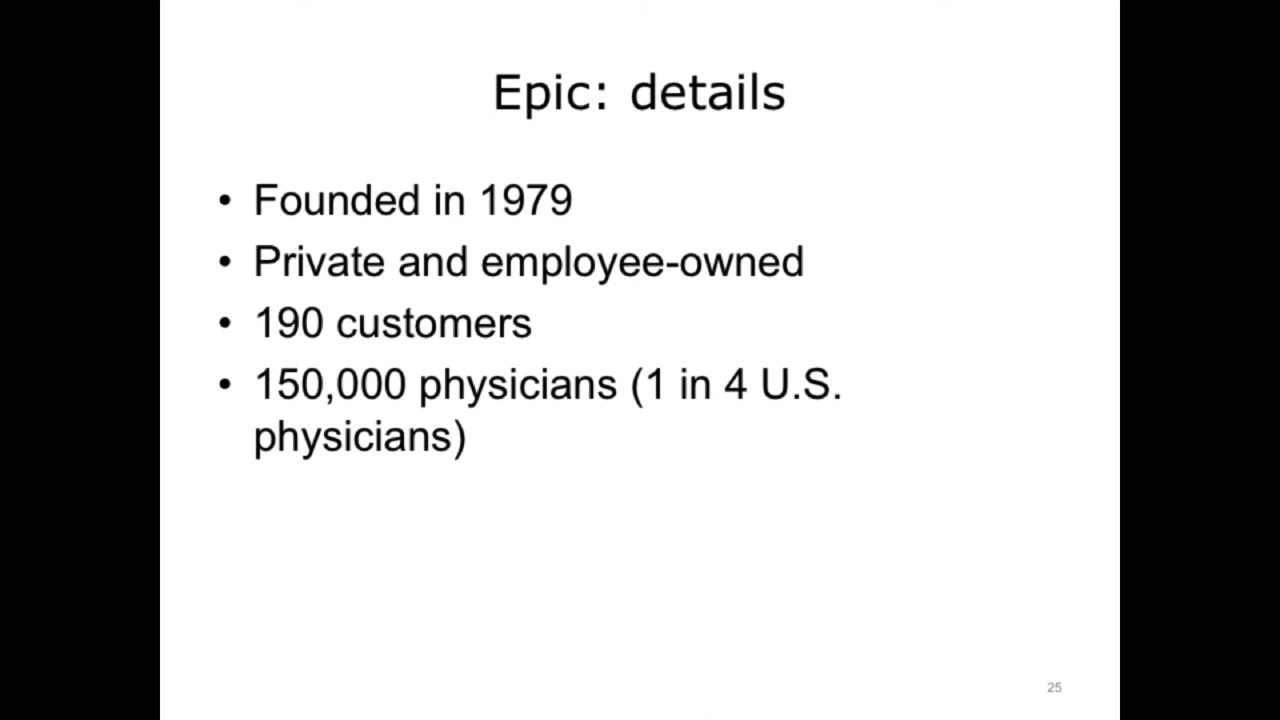 Epic: details
• Founded in 1979
• Private and employee-owned
• 190 customers
• 150,000 physicians (1 in 4 U.S.
physicians)
25